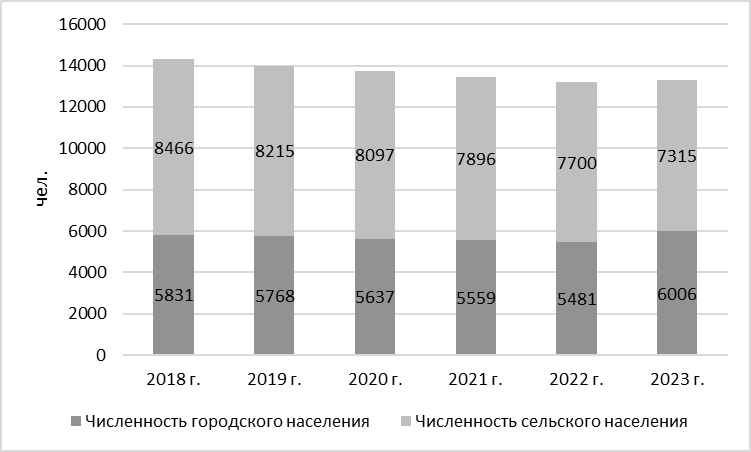 16000
14000
12000
10000
8000
6000
4000
2000
0
чел.
8466 8215 8097 7896 7700 7315
5831 5768 5637 5559 5481 6006
2018 г. 2019 г. 2020 г. 2021 г. 2022 г. 2023 г.
Численность городского населения Численность сельского населения